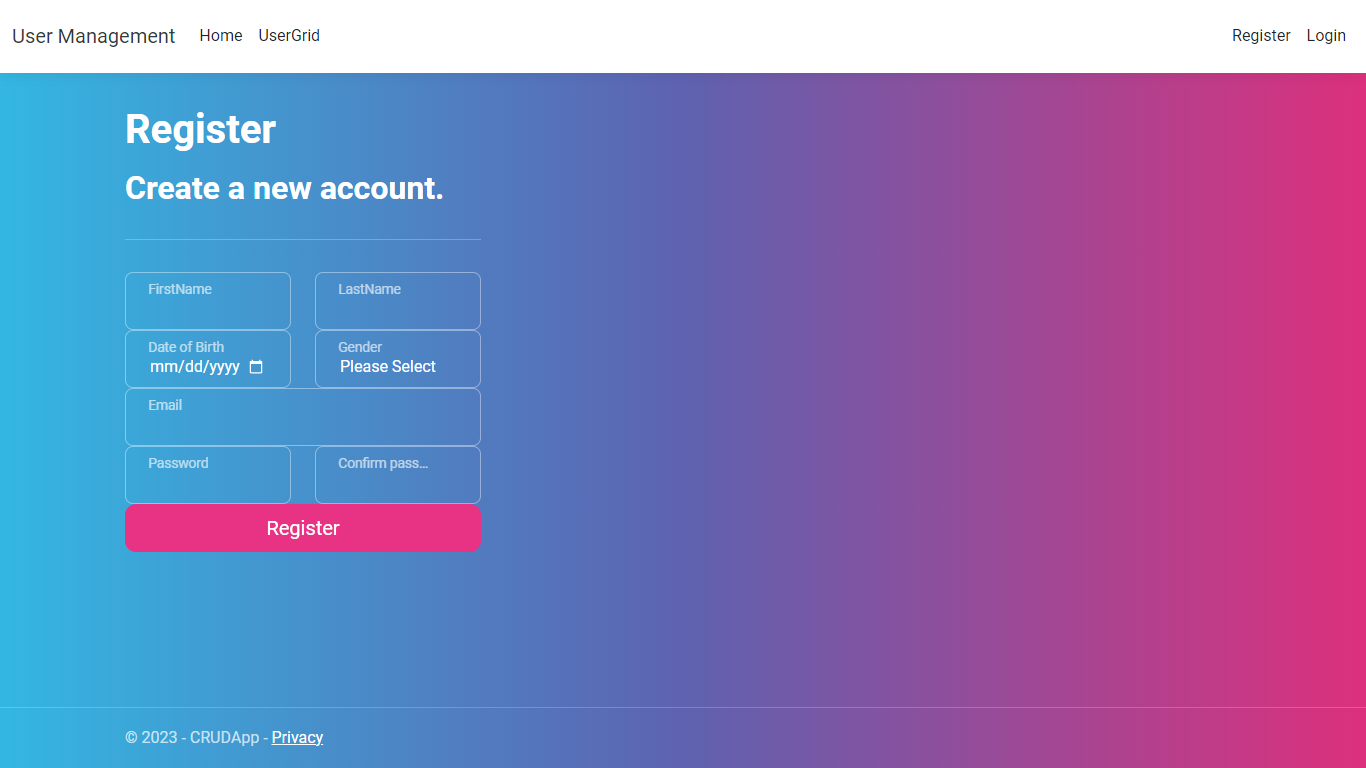 User Management Home UserGrid Register Login
Register
Create a new account.
FirstName LastName
Date of Birth Gender
mm/dd/yyyy Please Select
Email
Password Confirm pass...
Register
© 2023 - CRUDApp - Privacy